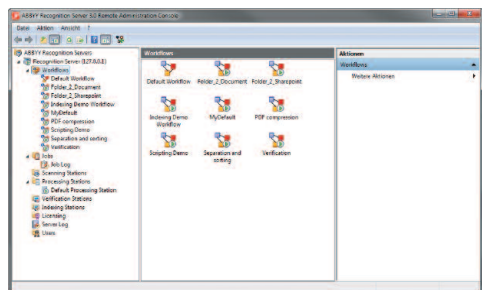 ABBYY Recognition Server 3.0 Remote Administration Console
Datei Aktion Ansicht ?
ABBYY Recognition Servers
Recognition Server (127.0.0.1)
Workflows
Default Workflow
Folder_2_Document
Folder_2_Sharepoint
Indexing Demo Workflow
MyDefault
PDF compression
Scripting Demo
Separation and sorting
Verification
Jobs
Job Log
Scanning Stations
Processing Stations
Default Processing Station
Verification Stations
Indexing Stations
Licensing
Server Log
Users
Workflows
Default Workflow Folder_2_Document Folder_2_Sharepoint
Indexing Demo Workflow MyDefault PDF compression
Scripting Demo Separation and sorting Verification
Aktionen
Workflows
Weitere Aktionen